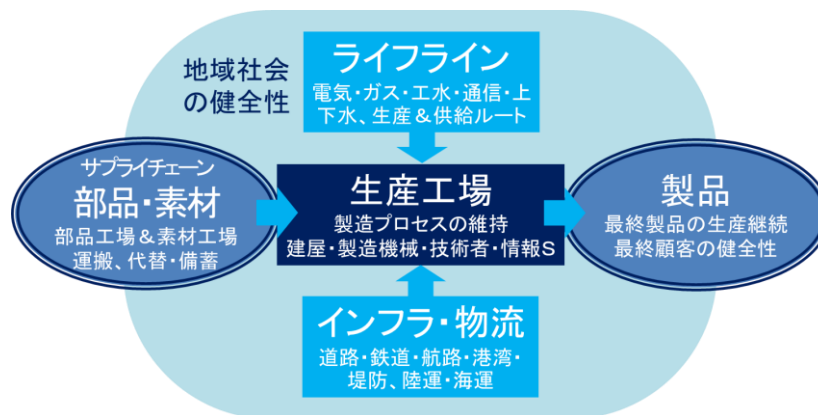 地域社会
の健全性
ライフライン
電気・ガス・工水・通信・上
下水、生産&供給ルート
サプライチェーン
部品・素材
部品工場&素材工場
運搬、代替・備蓄
生産工場
製造プロセスの維持
建屋・製造機械・技術者・情報S
製品
最終製品の生産継続
最終顧客の健全性
インフラ・物流
道路・鉄道・航路・港湾・
堤防、陸運・海運